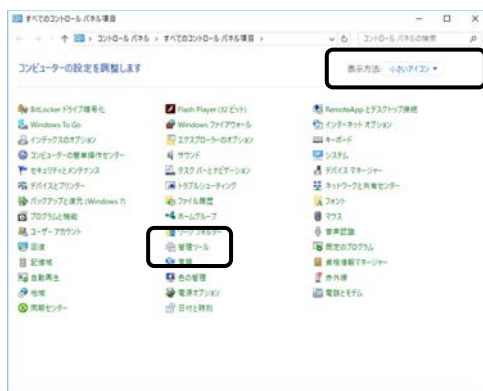 すべてのコントロール パネル項目
コントロール パネル › すべてのコントロール パネル項目 ›
コントロール パネルの検索
コンピューターの設定を調整します
表示方法: 小さいアイコン
BitLocker ドライブ暗号化
Flash Player (32 ビット)
RemoteApp とデスクトップ接続
Windows To Go
Windows ファイアウォール
インターネット オプション
インデックスのオプション
エクスプローラーのオプション
キーボード
コンピューターの簡単操作センター
サウンド
システム
セキュリティとメンテナンス
タスク バーとナビゲーション
デバイス マネージャー
デバイスとプリンター
トラブルシューティング
ネットワークと共有センター
バックアップと復元 (Windows 7)
ファイル履歴
フォント
プログラムと機能
ホームグループ
マウス
ユーザー アカウント
ワーク フォルダー
音声認識
回復
管理ツール
既定のプログラム
記憶域
言語
資格情報マネージャー
自動再生
色の管理
赤外線
地域
電源オプション
電話とモデム
同期センター
日付と時刻